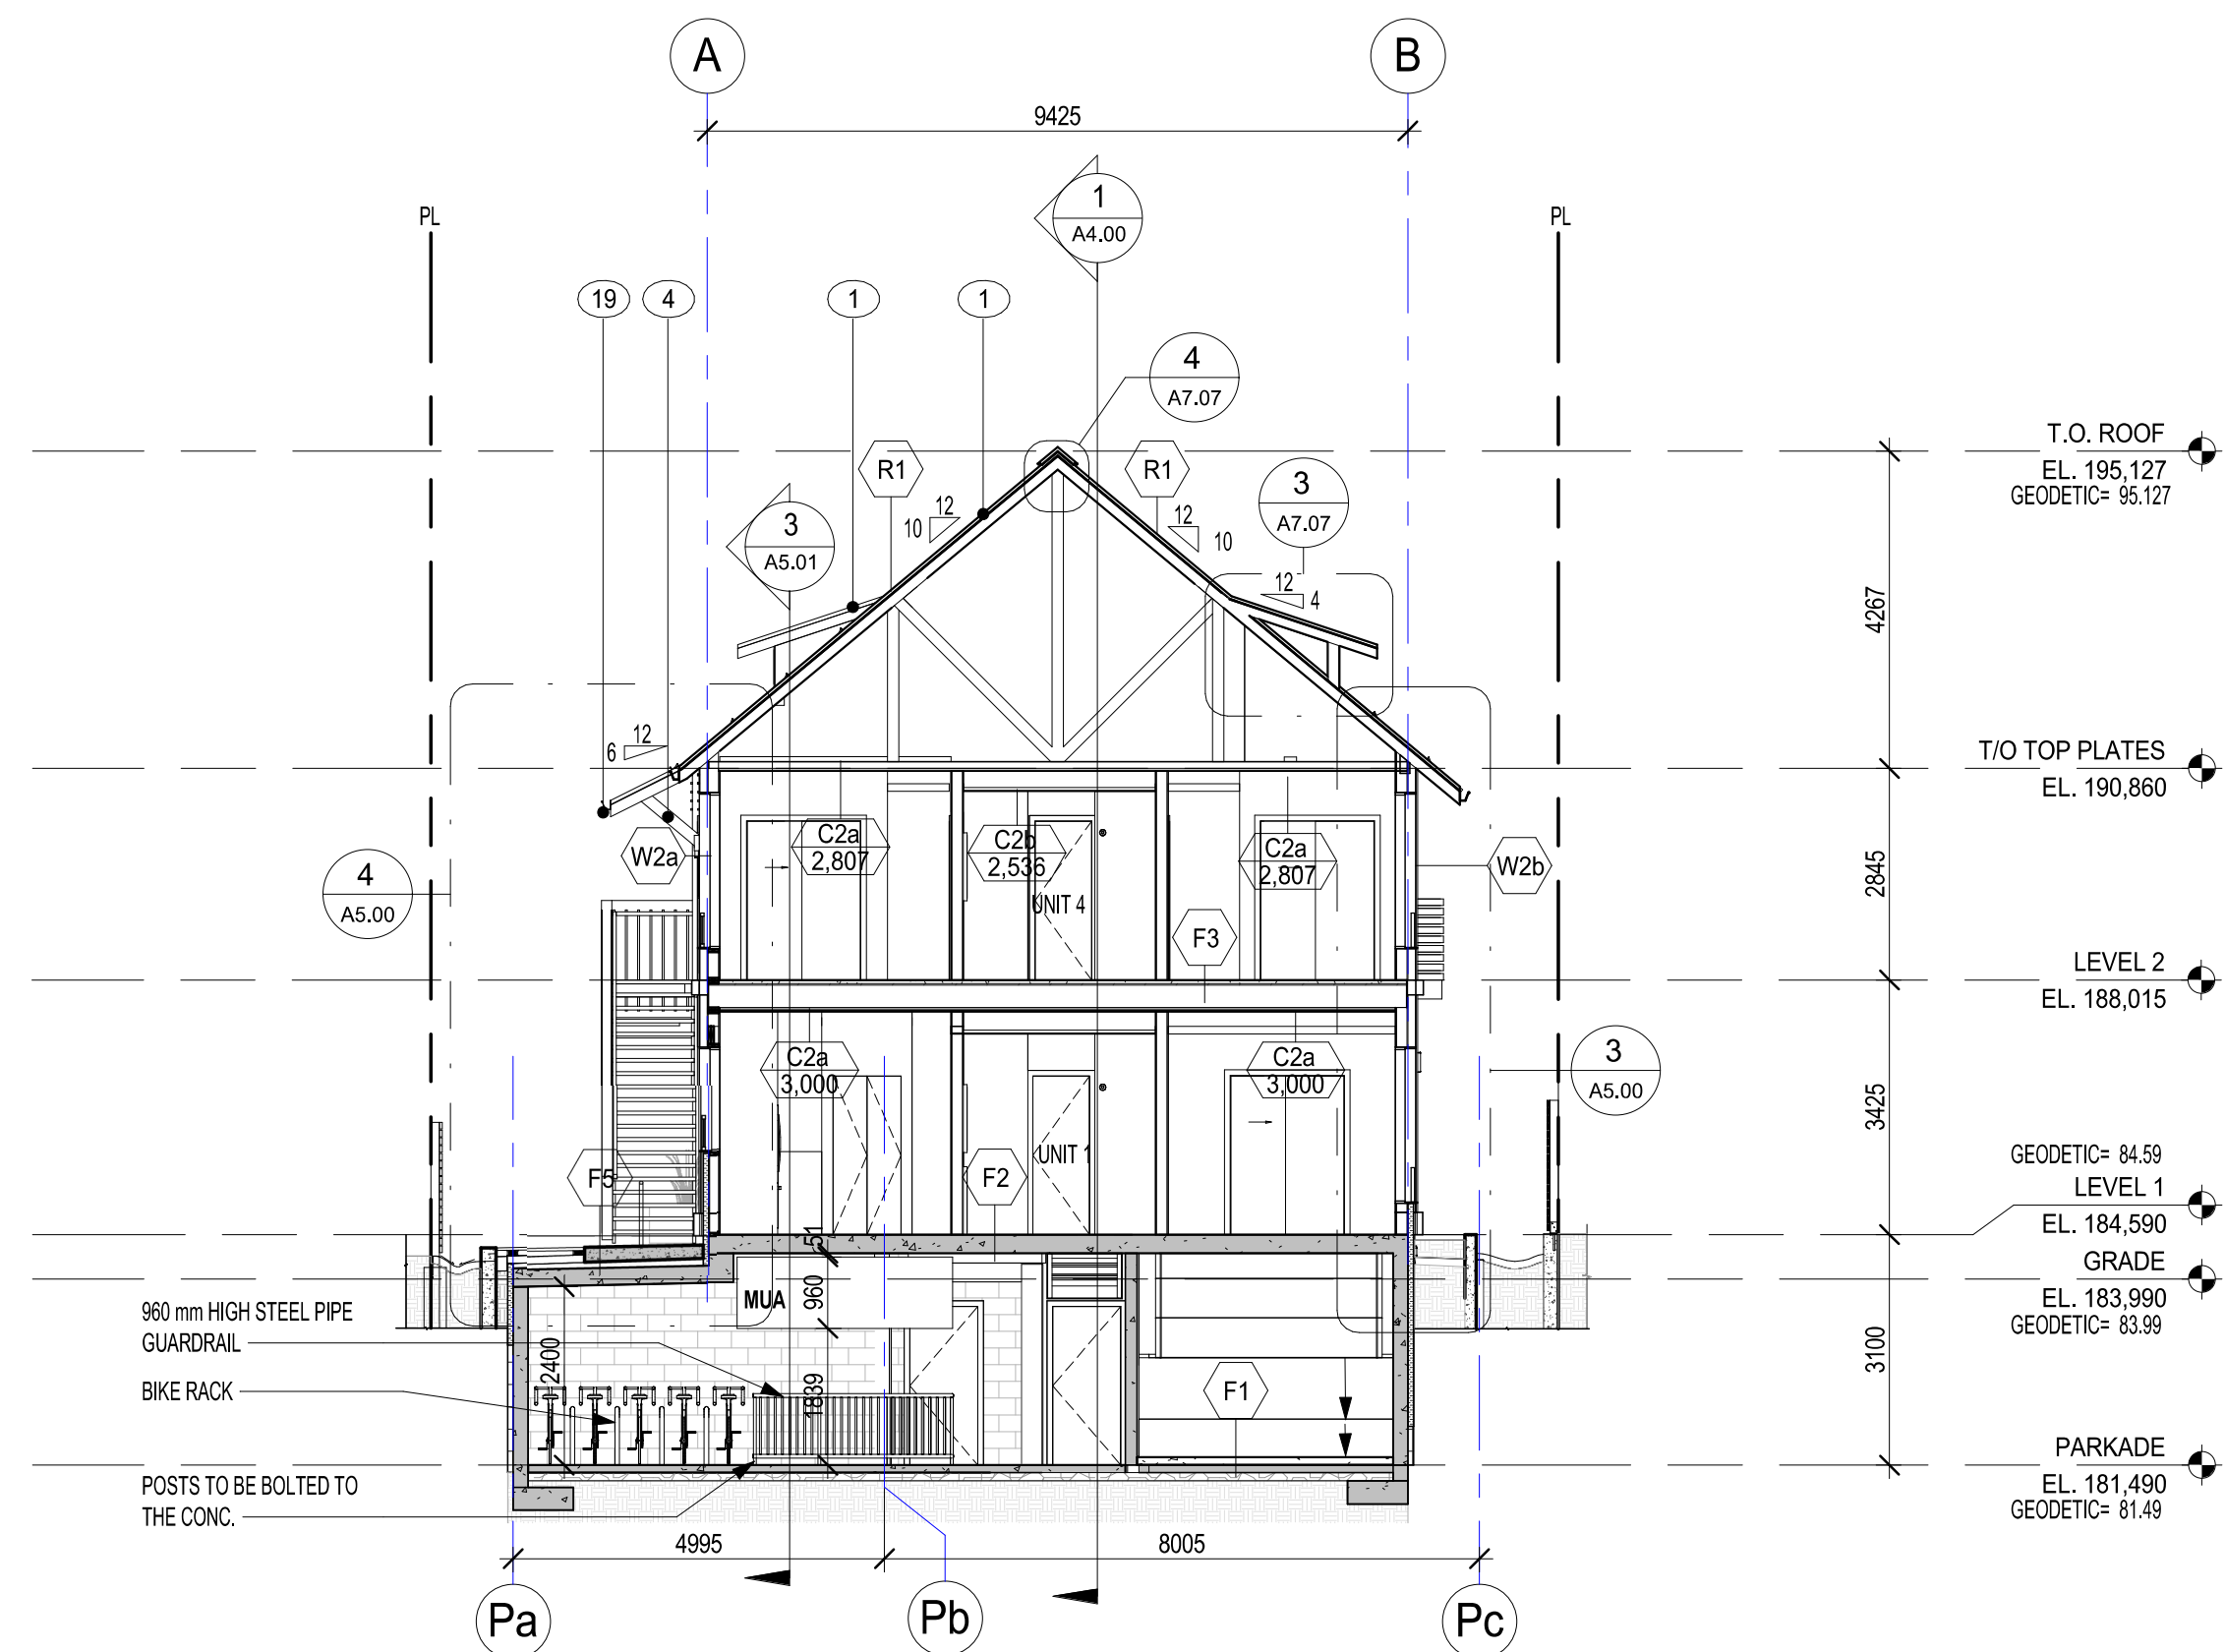 A
B
9425
1
A4.00
PL
PL
19
4
1
1
4
A7.07
T.O. ROOF
EL. 195,127
GEODETIC= 95.127
R1
R1
12
10
12
10
3
A7.07
3
A5.01
12
4
4267
12
6
T/O TOP PLATES
EL. 190,860
C2a
2,807
C2b
2,536
C2a
2,807
W2a
W2b
4
A5.00
UNIT 4
F3
2845
LEVEL 2
EL. 188,015
C2a
3,000
C2a
3,000
3
A5.00
3425
UNIT 1
F5
F2
GEODETIC= 84.59
LEVEL 1
EL. 184,590
51
GRADE
EL. 183,990
GEODETIC= 83.99
MUA
960
960 mm HIGH STEEL PIPE
GUARDRAIL
2400
3100
BIKE RACK
1839
F1
PARKADE
EL. 181,490
GEODETIC= 81.49
POSTS TO BE BOLTED TO
THE CONC.
4995
8005
Pa
Pb
Pc